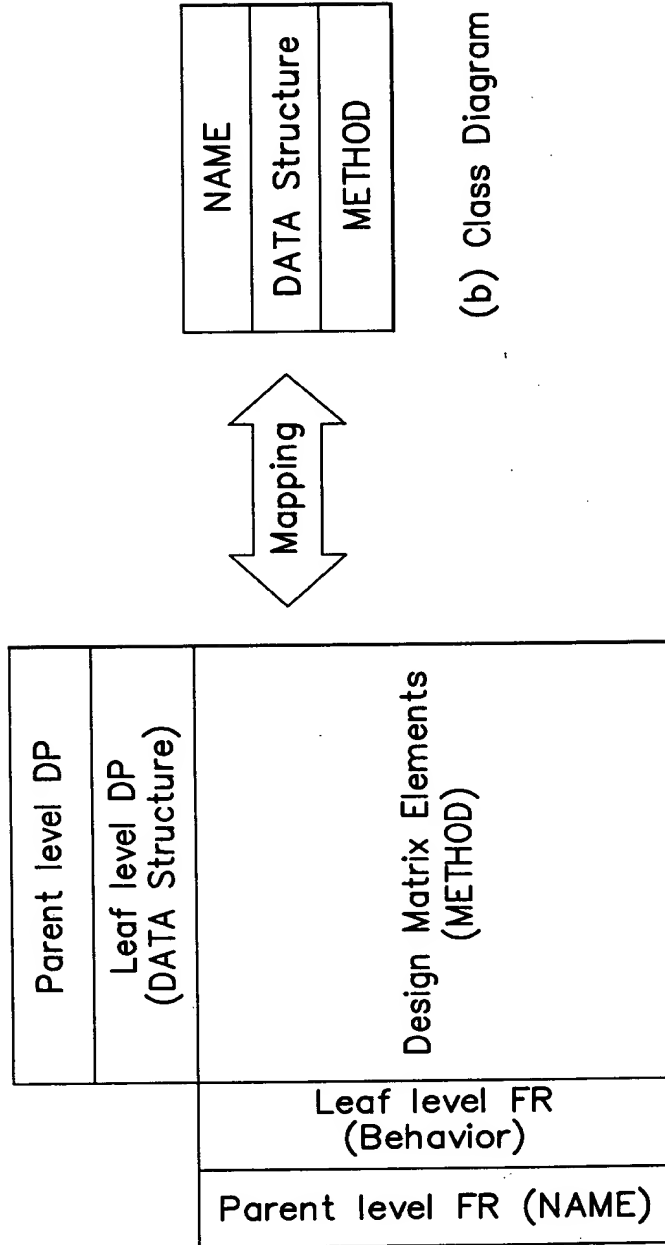 Parent level DP
Leaf level DP
(DATA Structure)
Design Matrix Elements
(METHOD)
Leaf level FR
(Behavior)
Parent level FR (NAME)
Mapping
NAME
DATA Structure
METHOD
(b) Class Diagram